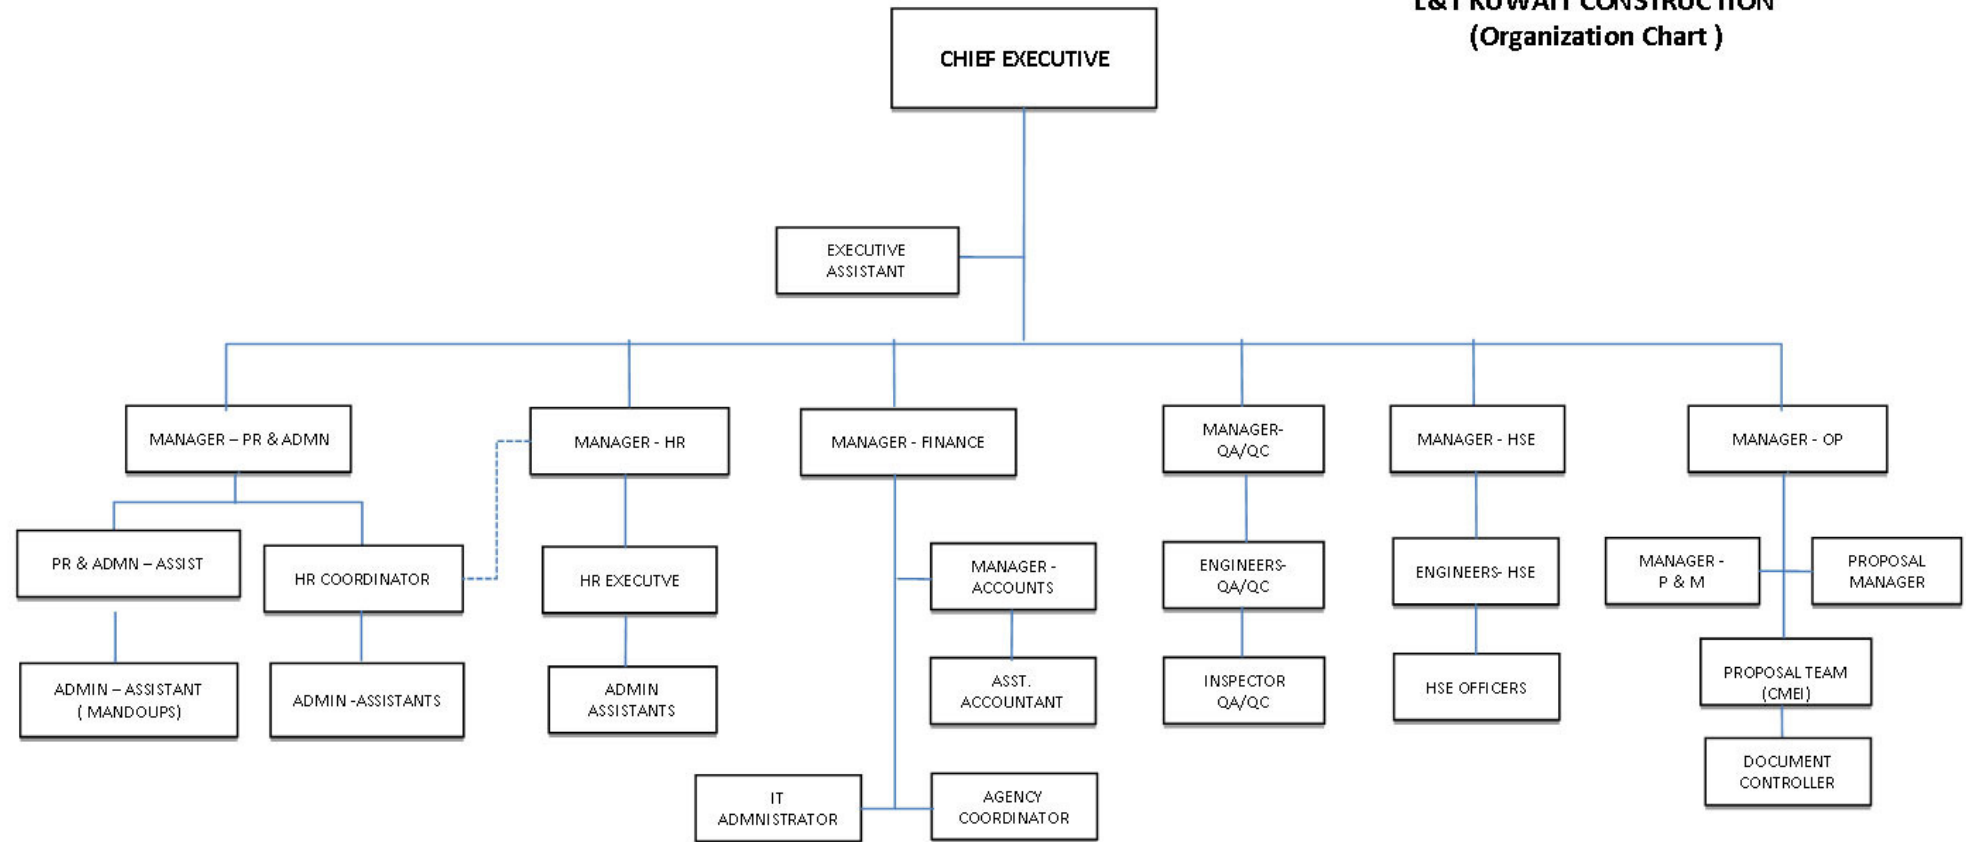 L&T KUWAIT CONSTRUCTION
(Organization Chart )
CHIEF EXECUTIVE
EXECUTIVE
ASSISTANT
MANAGER – PR & ADMN
MANAGER - HR
MANAGER - FINANCE
MANAGER-
QA/QC
MANAGER - HSE
MANAGER - OP
PR & ADMN – ASSIST
HR COORDINATOR
HR EXECUTVE
MANAGER -
ACCOUNTS
ENGINEERS-
QA/QC
ENGINEERS- HSE
MANAGER -
P & M
PROPOSAL
MANAGER
ADMIN – ASSISTANT
( MANDOUPS)
ADMIN -ASSISTANTS
ADMIN
ASSISTANTS
ASST.
ACCOUNTANT
INSPECTOR
QA/QC
HSE OFFICERS
PROPOSAL TEAM
(CMEI)
IT
ADMNISTRATOR
AGENCY
COORDINATOR
DOCUMENT
CONTROLLER